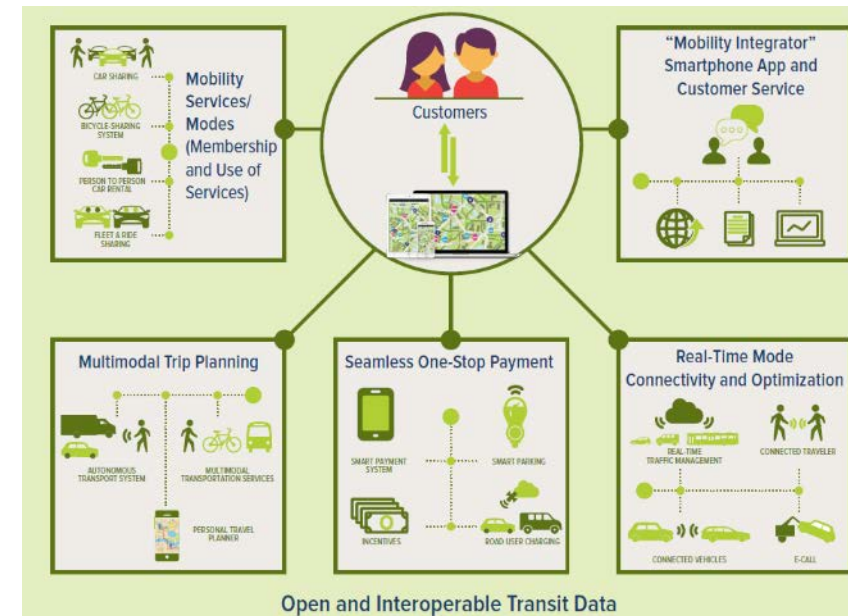 CAR SHARING
BICYCLE-SHARING
SYSTEM
PERSON TO PERSON
CAR RENTAL
FLEET & RIDE
SHARING
Mobility
Services/
Modes
(Membership
and Use of
Services)
Customers
“Mobility Integrator”
Smartphone App and
Customer Service
Multimodal Trip Planning
AUTONOMOUS
TRANSPORT SYSTEM
MULTIMODAL
TRANSPORTATION SERVICES
PERSONAL TRAVEL
PLANNER
Seamless One-Stop Payment
SMART PAYMENT
SYSTEM
SMART PARKING
INCENTIVES
ROAD USER CHARGING
Real-Time Mode
Connectivity and Optimization
REAL-TIME
TRAFFIC MANAGEMENT
CONNECTED TRAVELER
CONNECTED VEHICLES
E-CALL
Open and Interoperable Transit Data